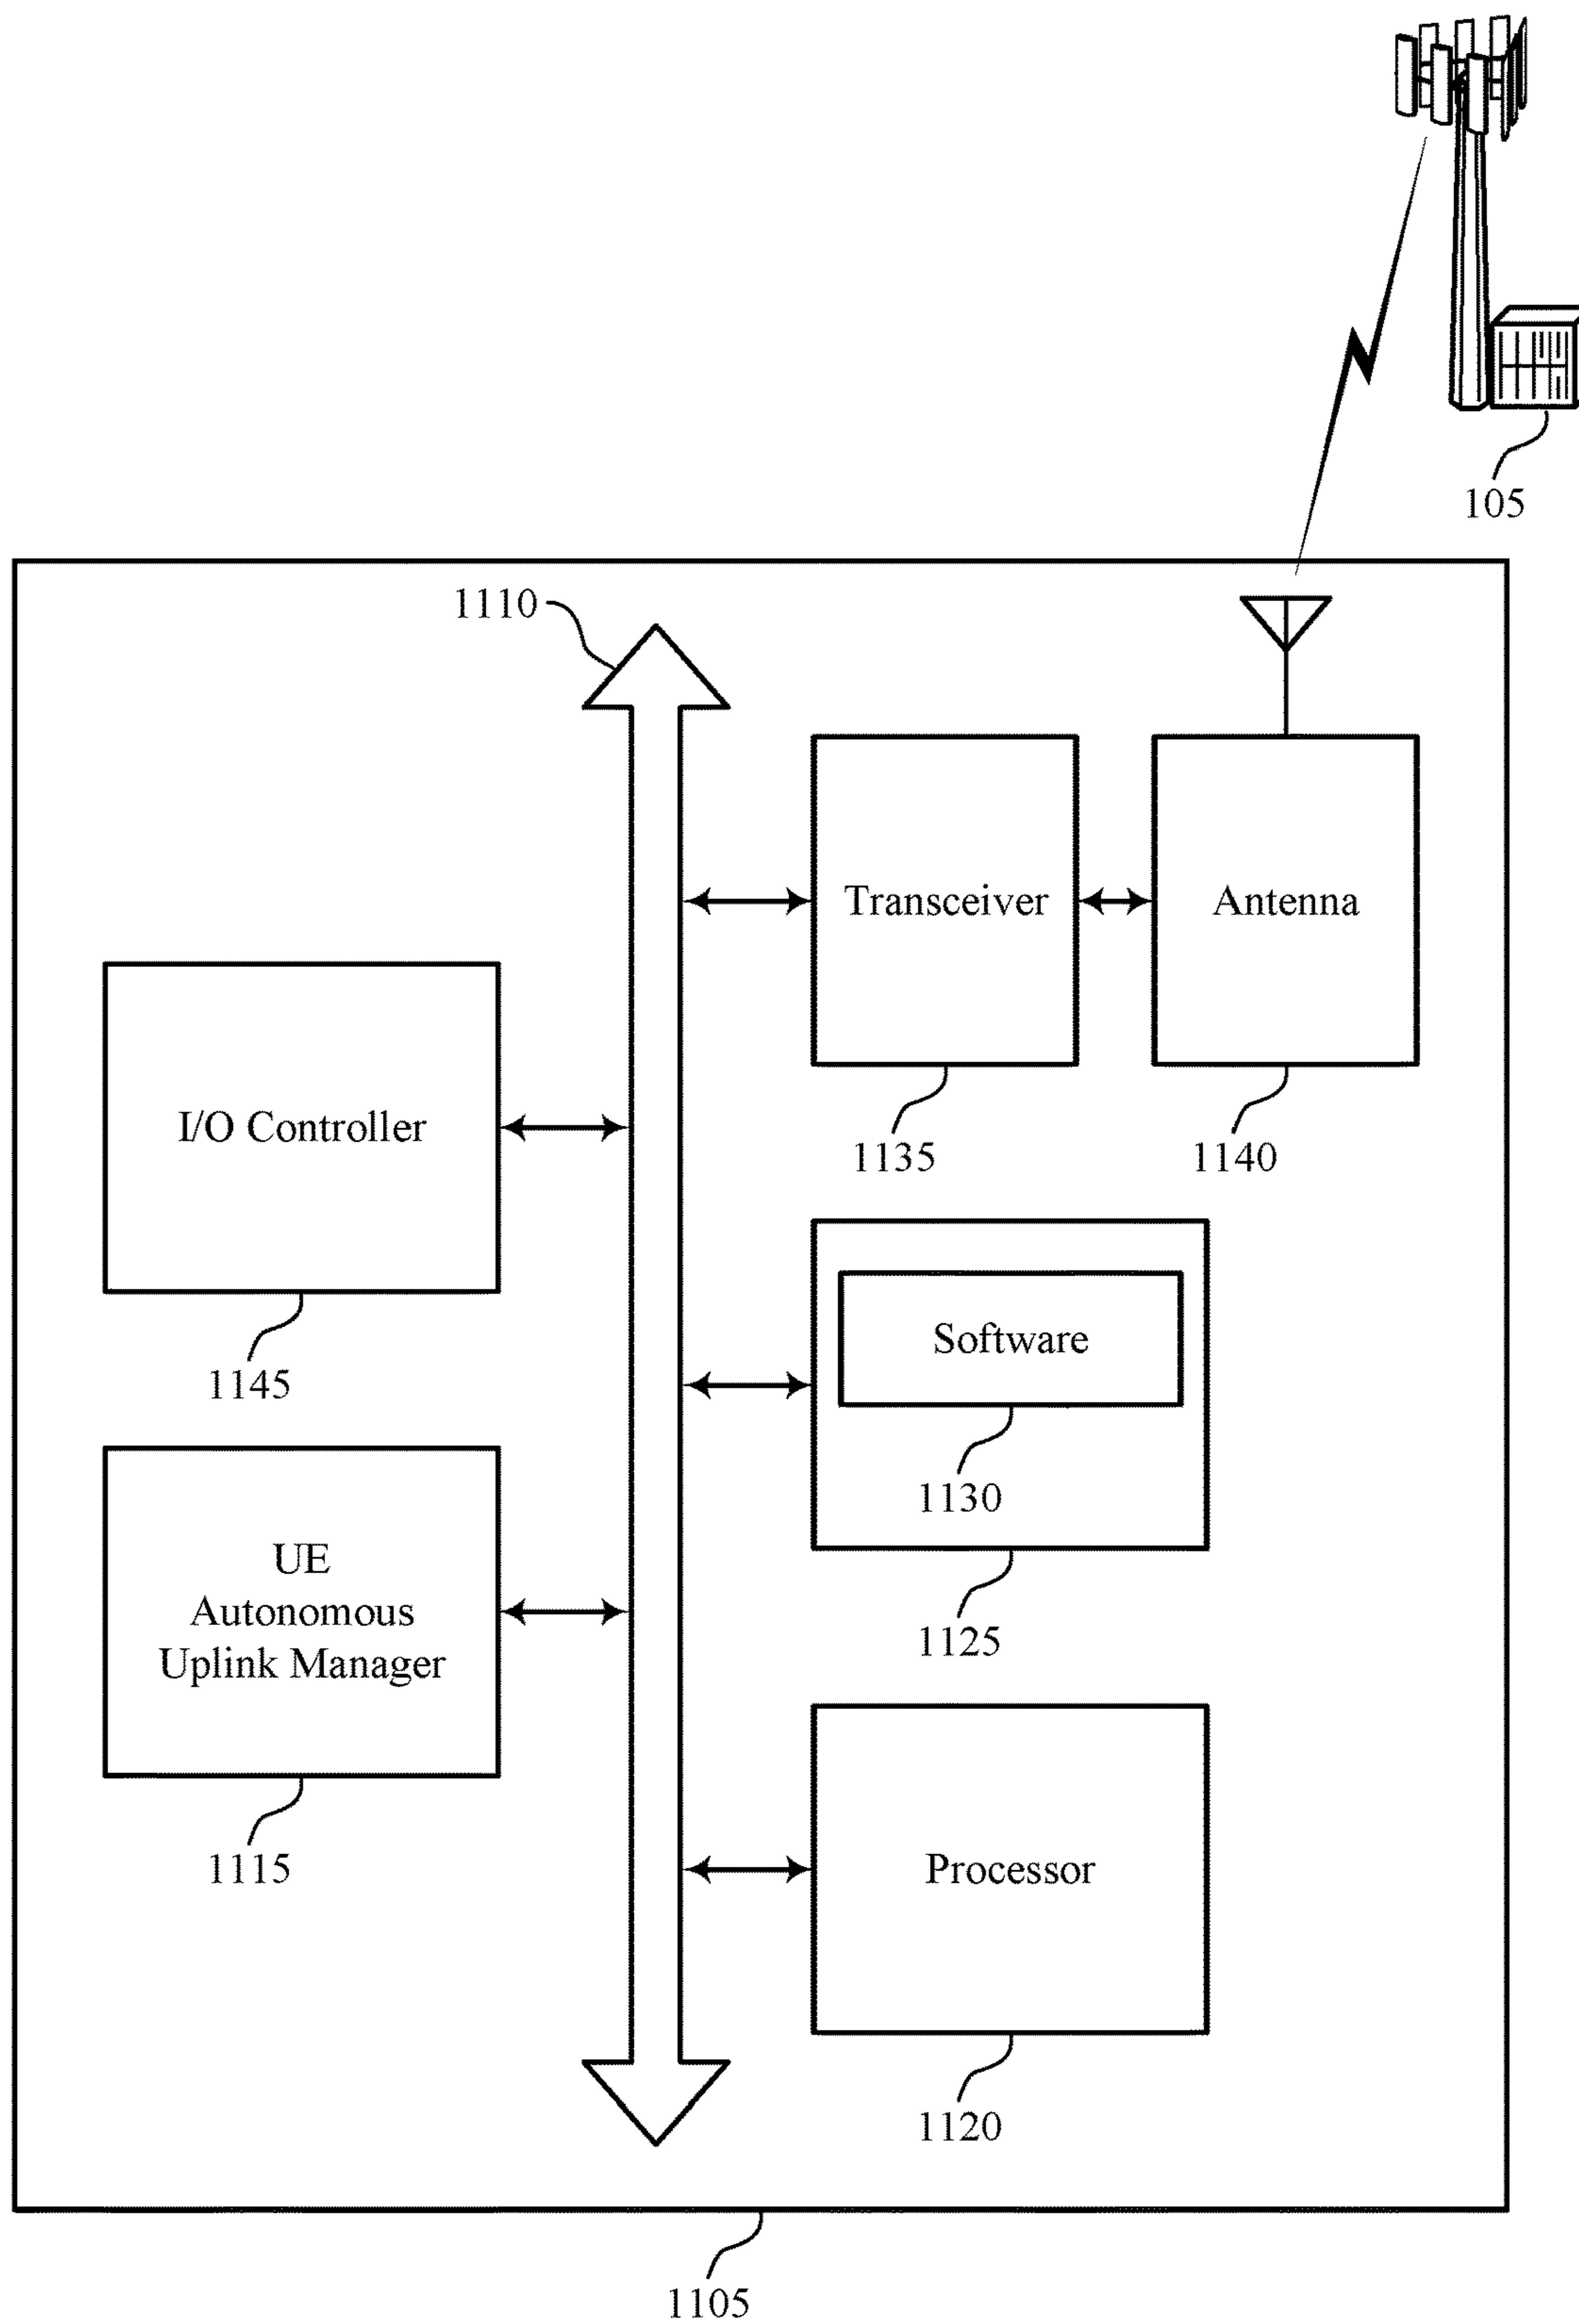 105
1110
Transceiver
Antenna
1135
1140
I/O Controller
1145
Software
1130
1125
UE
Autonomous
Uplink Manager
1115
Processor
1120
1105